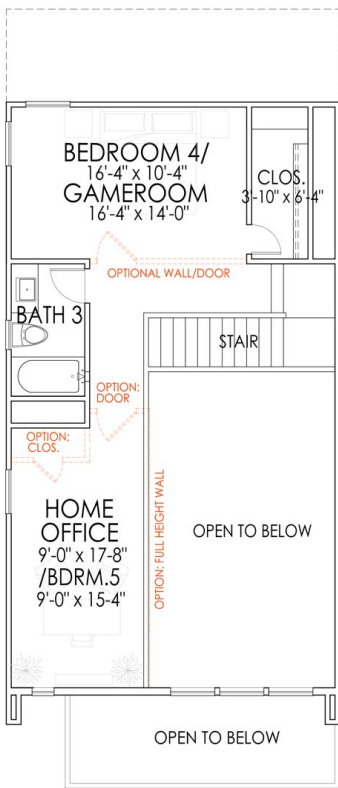 BEDROOM 4/
16'-4" x 10'-4"
GAMEROOM
16'-4" x 14'-0"
CLOS.
3'-10" x 6'-4"
OPTIONAL WALL/DOOR
BATH 3
STAIR
OPTION:
DOOR
OPTION:
CLOS.
HOME
OFFICE
9'-0" x 17-8"
/BDRM.5
9'-0" x 15-4"
OPTION: FULL HEIGHT WALL
OPEN TO BELOW
OPEN TO BELOW